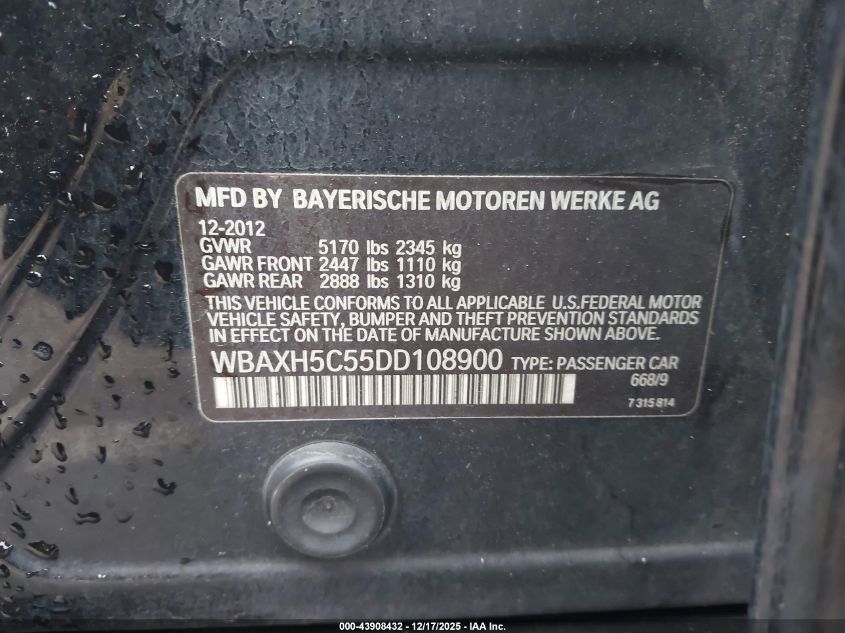 MFD BY BAYERISCHE MOTOREN WERKE AG
12-2012
GVWR 5170 lbs 2345 kg
GAWR FRONT 2447 lbs 1110 kg
GAWR REAR 2888 lbs 1310 kg
THIS VEHICLE CONFORMS TO ALL APPLICABLE U.S.FEDERAL MOTOR
VEHICLE SAFETY, BUMPER AND THEFT PREVENTION STANDARDS
IN EFFECT ON THE DATE OF MANUFACTURE SHOWN ABOVE.
WBAXH5C55DD108900 TYPE: PASSENGER CAR
668/9
7 315 814
000-43908432 - 12/17/2025 - IAA Inc.